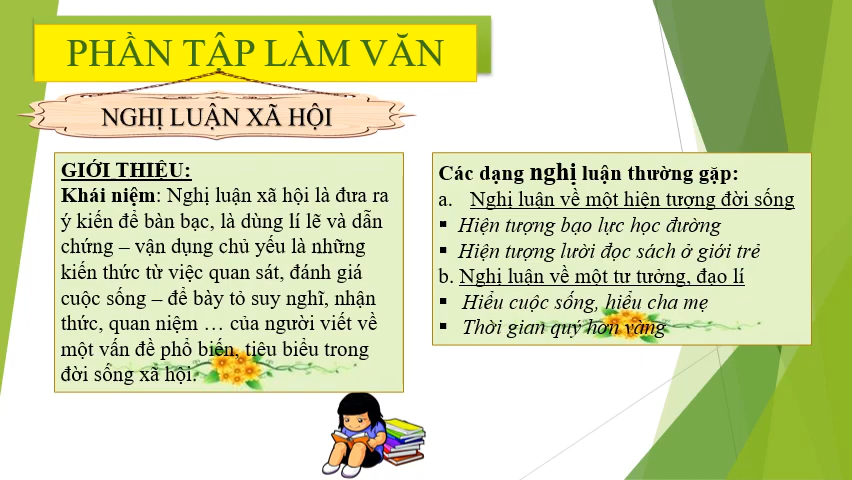 PHẦN TẬP LÀM VĂN
NGHỊ LUẬN XÃ HỘI
GIỚI THIỆU:
Khái niệm: Nghị luận xã hội là đưa ra
ý kiến để bàn bạc, là dùng lí lẽ và dẫn
chứng – vận dụng chủ yếu là những
kiến thức từ việc quan sát, đánh giá
cuộc sống – để bày tỏ suy nghĩ, nhận
thức, quan niệm … của người viết về
một vấn đề phổ biến, tiêu biểu trong
đời sống xã hội.
Các dạng nghị luận thường gặp:
a. Nghị luận về một hiện tượng đời sống
▪ Hiện tượng bạo lực học đường
▪ Hiện tượng lười đọc sách ở giới trẻ
b. Nghị luận về một tư tưởng, đạo lí
▪ Hiểu cuộc sống, hiểu cha mẹ
▪ Thời gian quý hơn vàng